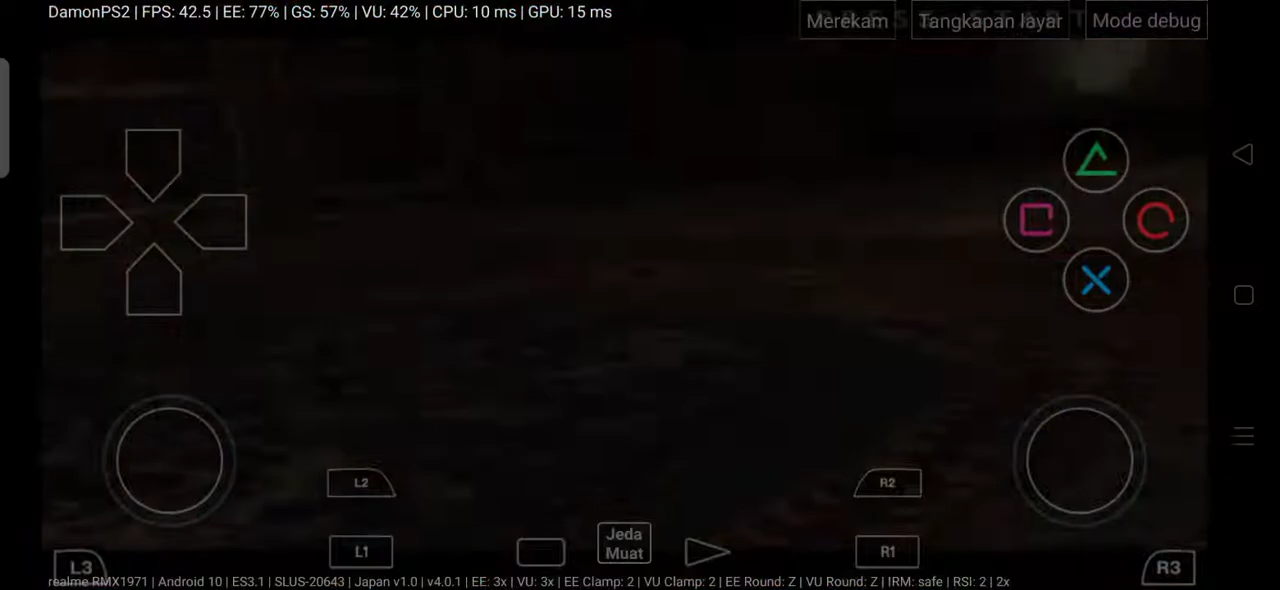 DamonPS2 | FPS: 42.5 | EE: 77% | GS: 57% | VU: 42% | CPU: 10 ms | GPU: 15 ms
Merekam
Tangkapan layar
Mode debug
L2
R2
L1
Jeda
Muat
R1
L3
R3
realme RMX1971 | Android 10 | ES3.1 | SLUS-20643 | Japan v1.0 | v4.0.1 | EE: 3x | VU: 3x | EE Clamp: 2 | VU Clamp: 2 | EE Round: Z | VU Round: Z | IRM: safe | RSI: 2 | 2x